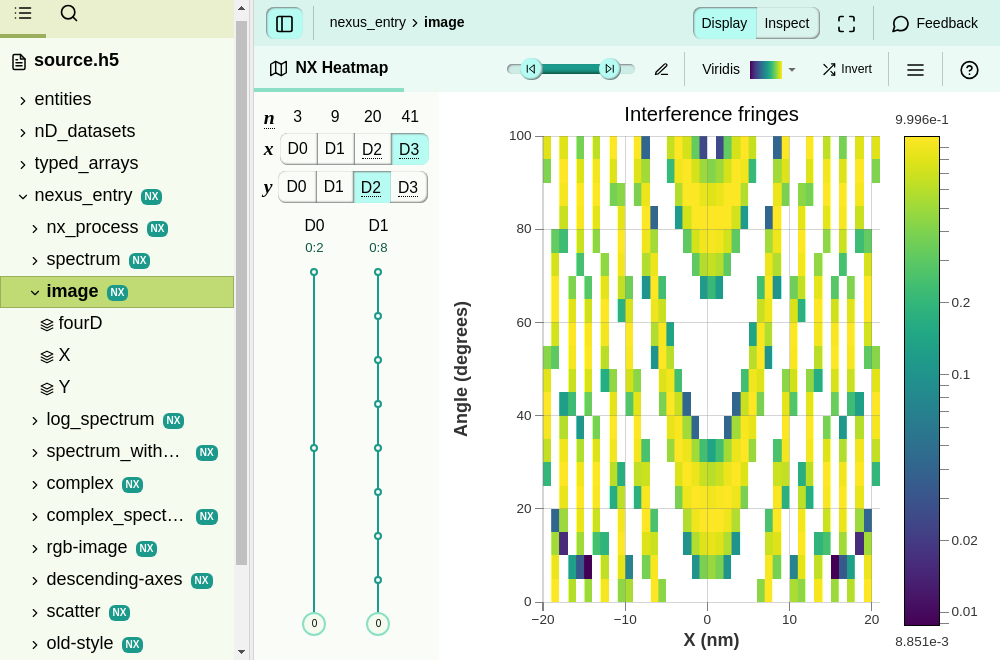 nexus_entry › image
Display
Inspect
Feedback
source.h5
NX Heatmap
Viridis
Invert
entities
nD_datasets
typed_arrays
nexus_entry NX
nx_process NX
spectrum NX
image NX
fourD
X
Y
log_spectrum NX
spectrum_with… NX
complex NX
complex_spect… NX
rgb-image NX
descending-axes NX
scatter NX
old-style NX
n 3 9 20 41
x D0 D1 D2 D3
y D0 D1 D2 D3
D0 D1
0:2 0:8
0 0
Interference fringes
Angle (degrees)
100
80
60
40
20
0
−20 −10 0 10 20
X (nm)
9.996e-1
0.2
0.1
0.02
0.01
8.851e-3